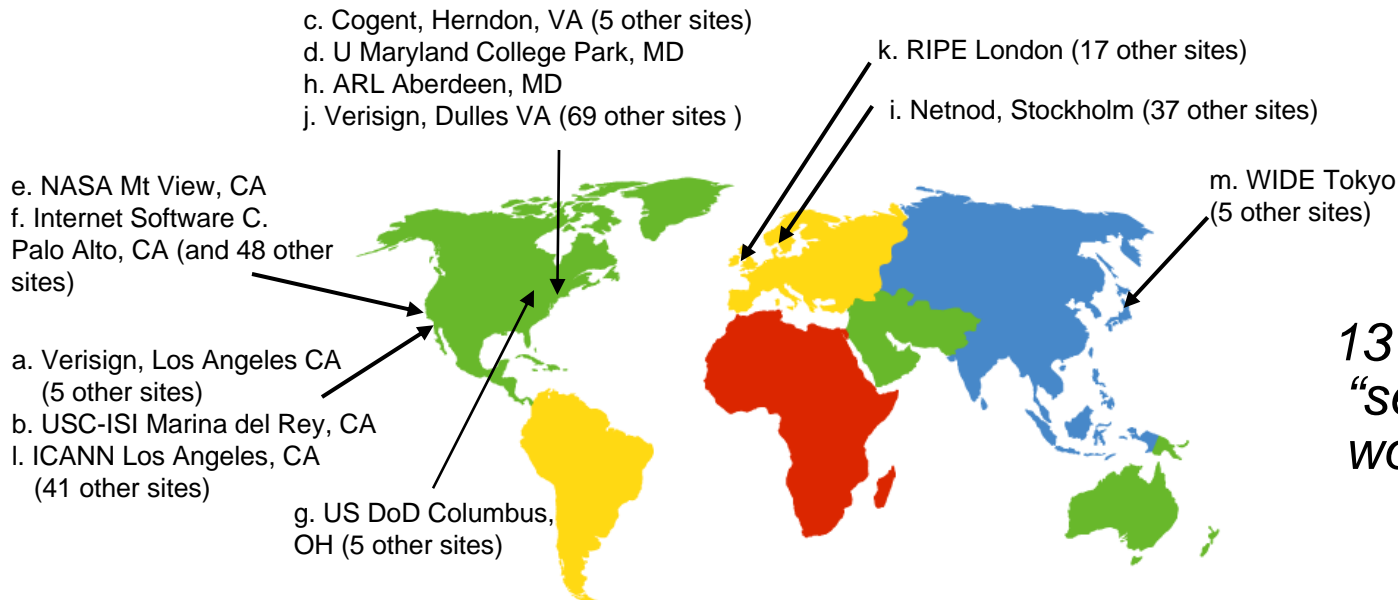 c. Cogent, Herndon, VA (5 other sites)
d. U Maryland College Park, MD
h. ARL Aberdeen, MD
j. Verisign, Dulles VA (69 other sites )
k. RIPE London (17 other sites)
i. Netnod, Stockholm (37 other sites)
e. NASA Mt View, CA
f. Internet Software C.
Palo Alto, CA (and 48 other
sites)
m. WIDE Tokyo
(5 other sites)
a. Verisign, Los Angeles CA
(5 other sites)
b. USC-ISI Marina del Rey, CA
l. ICANN Los Angeles, CA
(41 other sites)
g. US DoD Columbus,
OH (5 other sites)
13